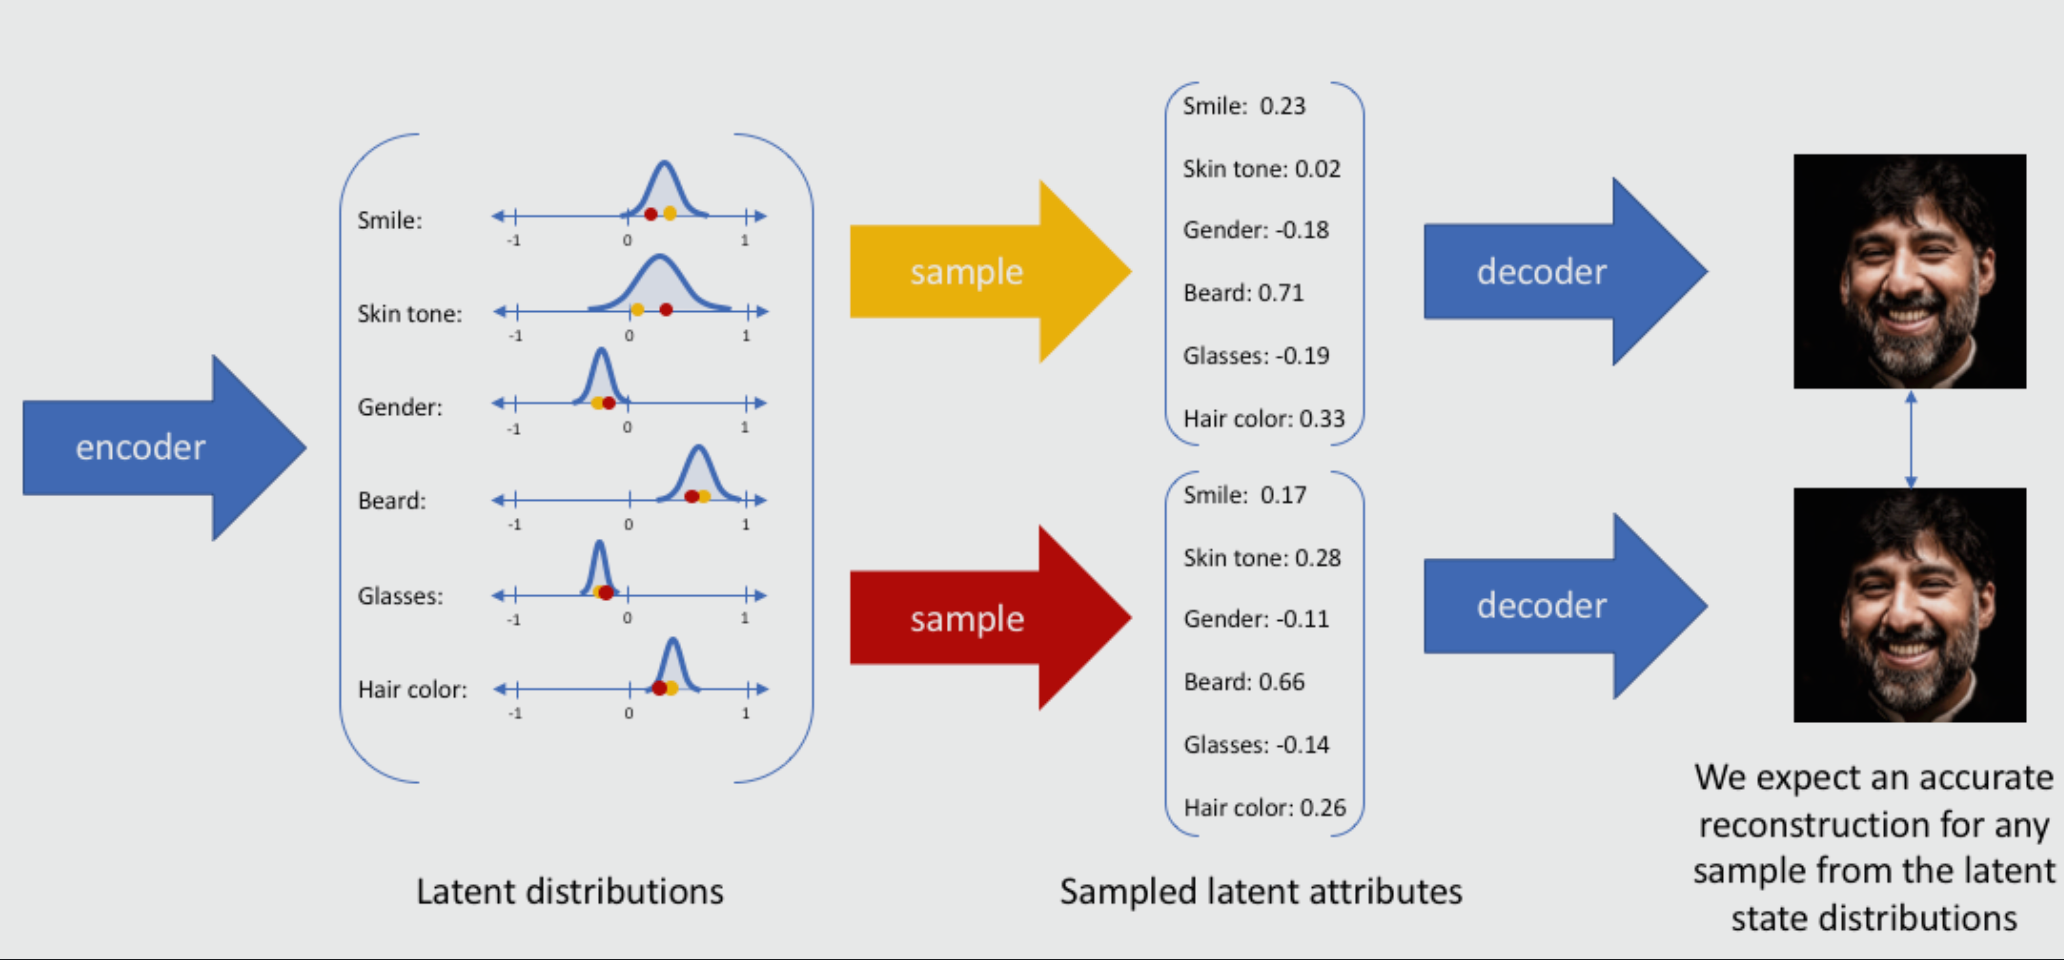 encoder
Smile:
-1 0 1
Skin tone:
-1 0 1
Gender:
-1 0 1
Beard:
-1 0 1
Glasses:
-1 0 1
Hair color:
-1 0 1
Latent distributions
sample
sample
Smile: 0.23
Skin tone: 0.02
Gender: -0.18
Beard: 0.71
Glasses: -0.19
Hair color: 0.33
Smile: 0.17
Skin tone: 0.28
Gender: -0.11
Beard: 0.66
Glasses: -0.14
Hair color: 0.26
Sampled latent attributes
decoder
decoder
We expect an accurate
reconstruction for any
sample from the latent
state distributions